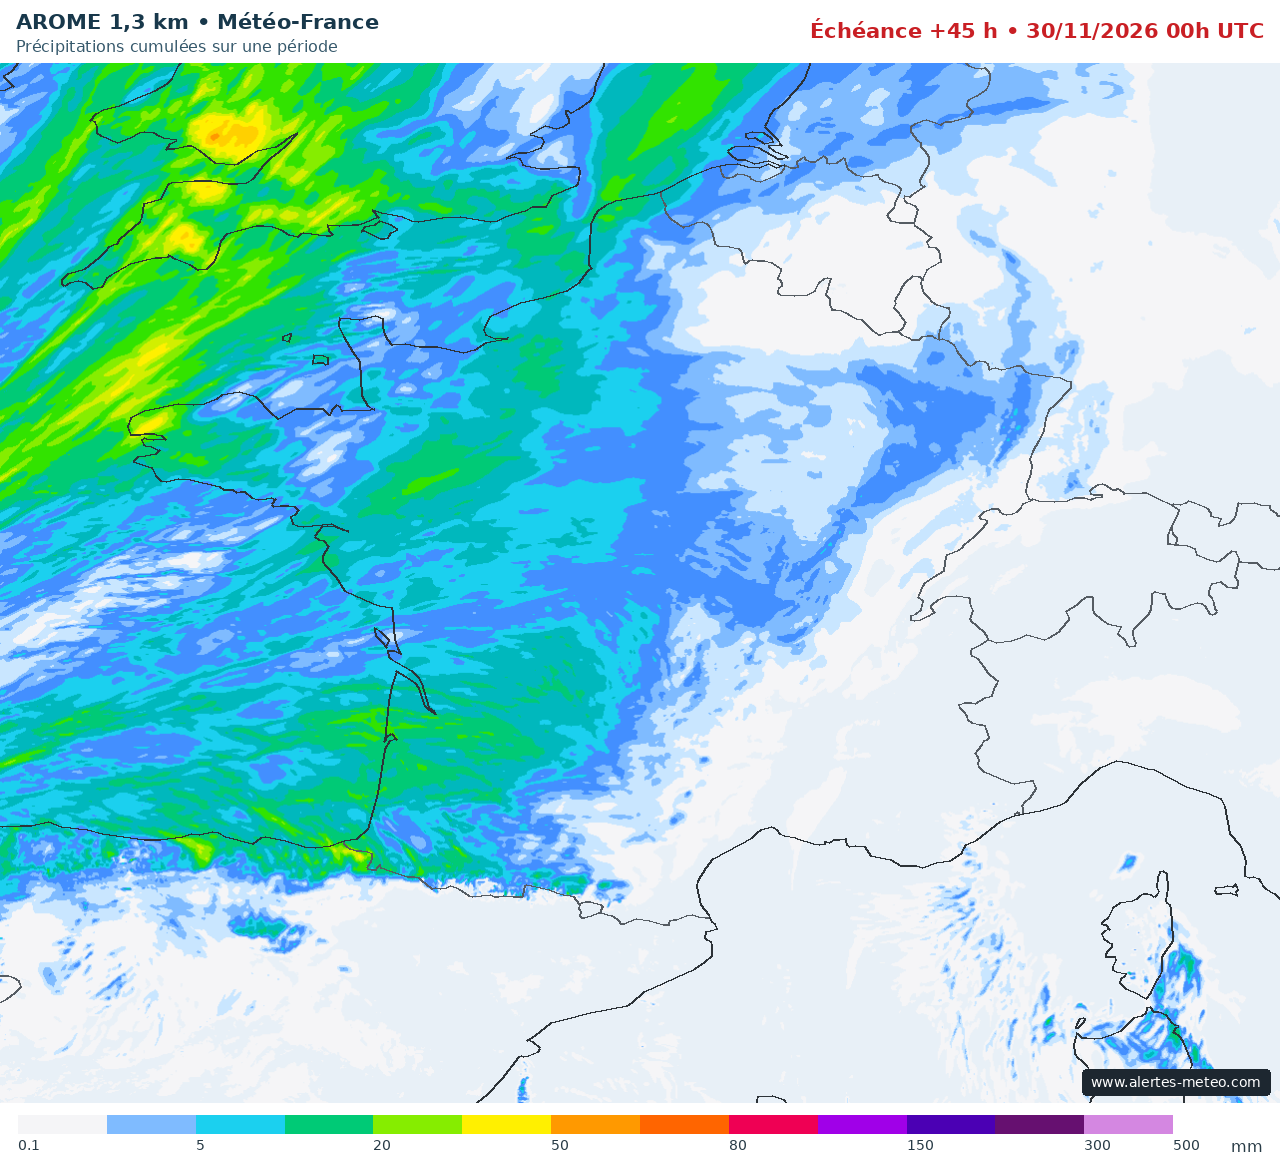 AROME 1,3 km • Météo-France
Précipitations cumulées sur une période
Échéance +45 h • 30/11/2026 00h UTC
www.alertes-meteo.com
0.1 5 20 50 80 150 300 500 mm